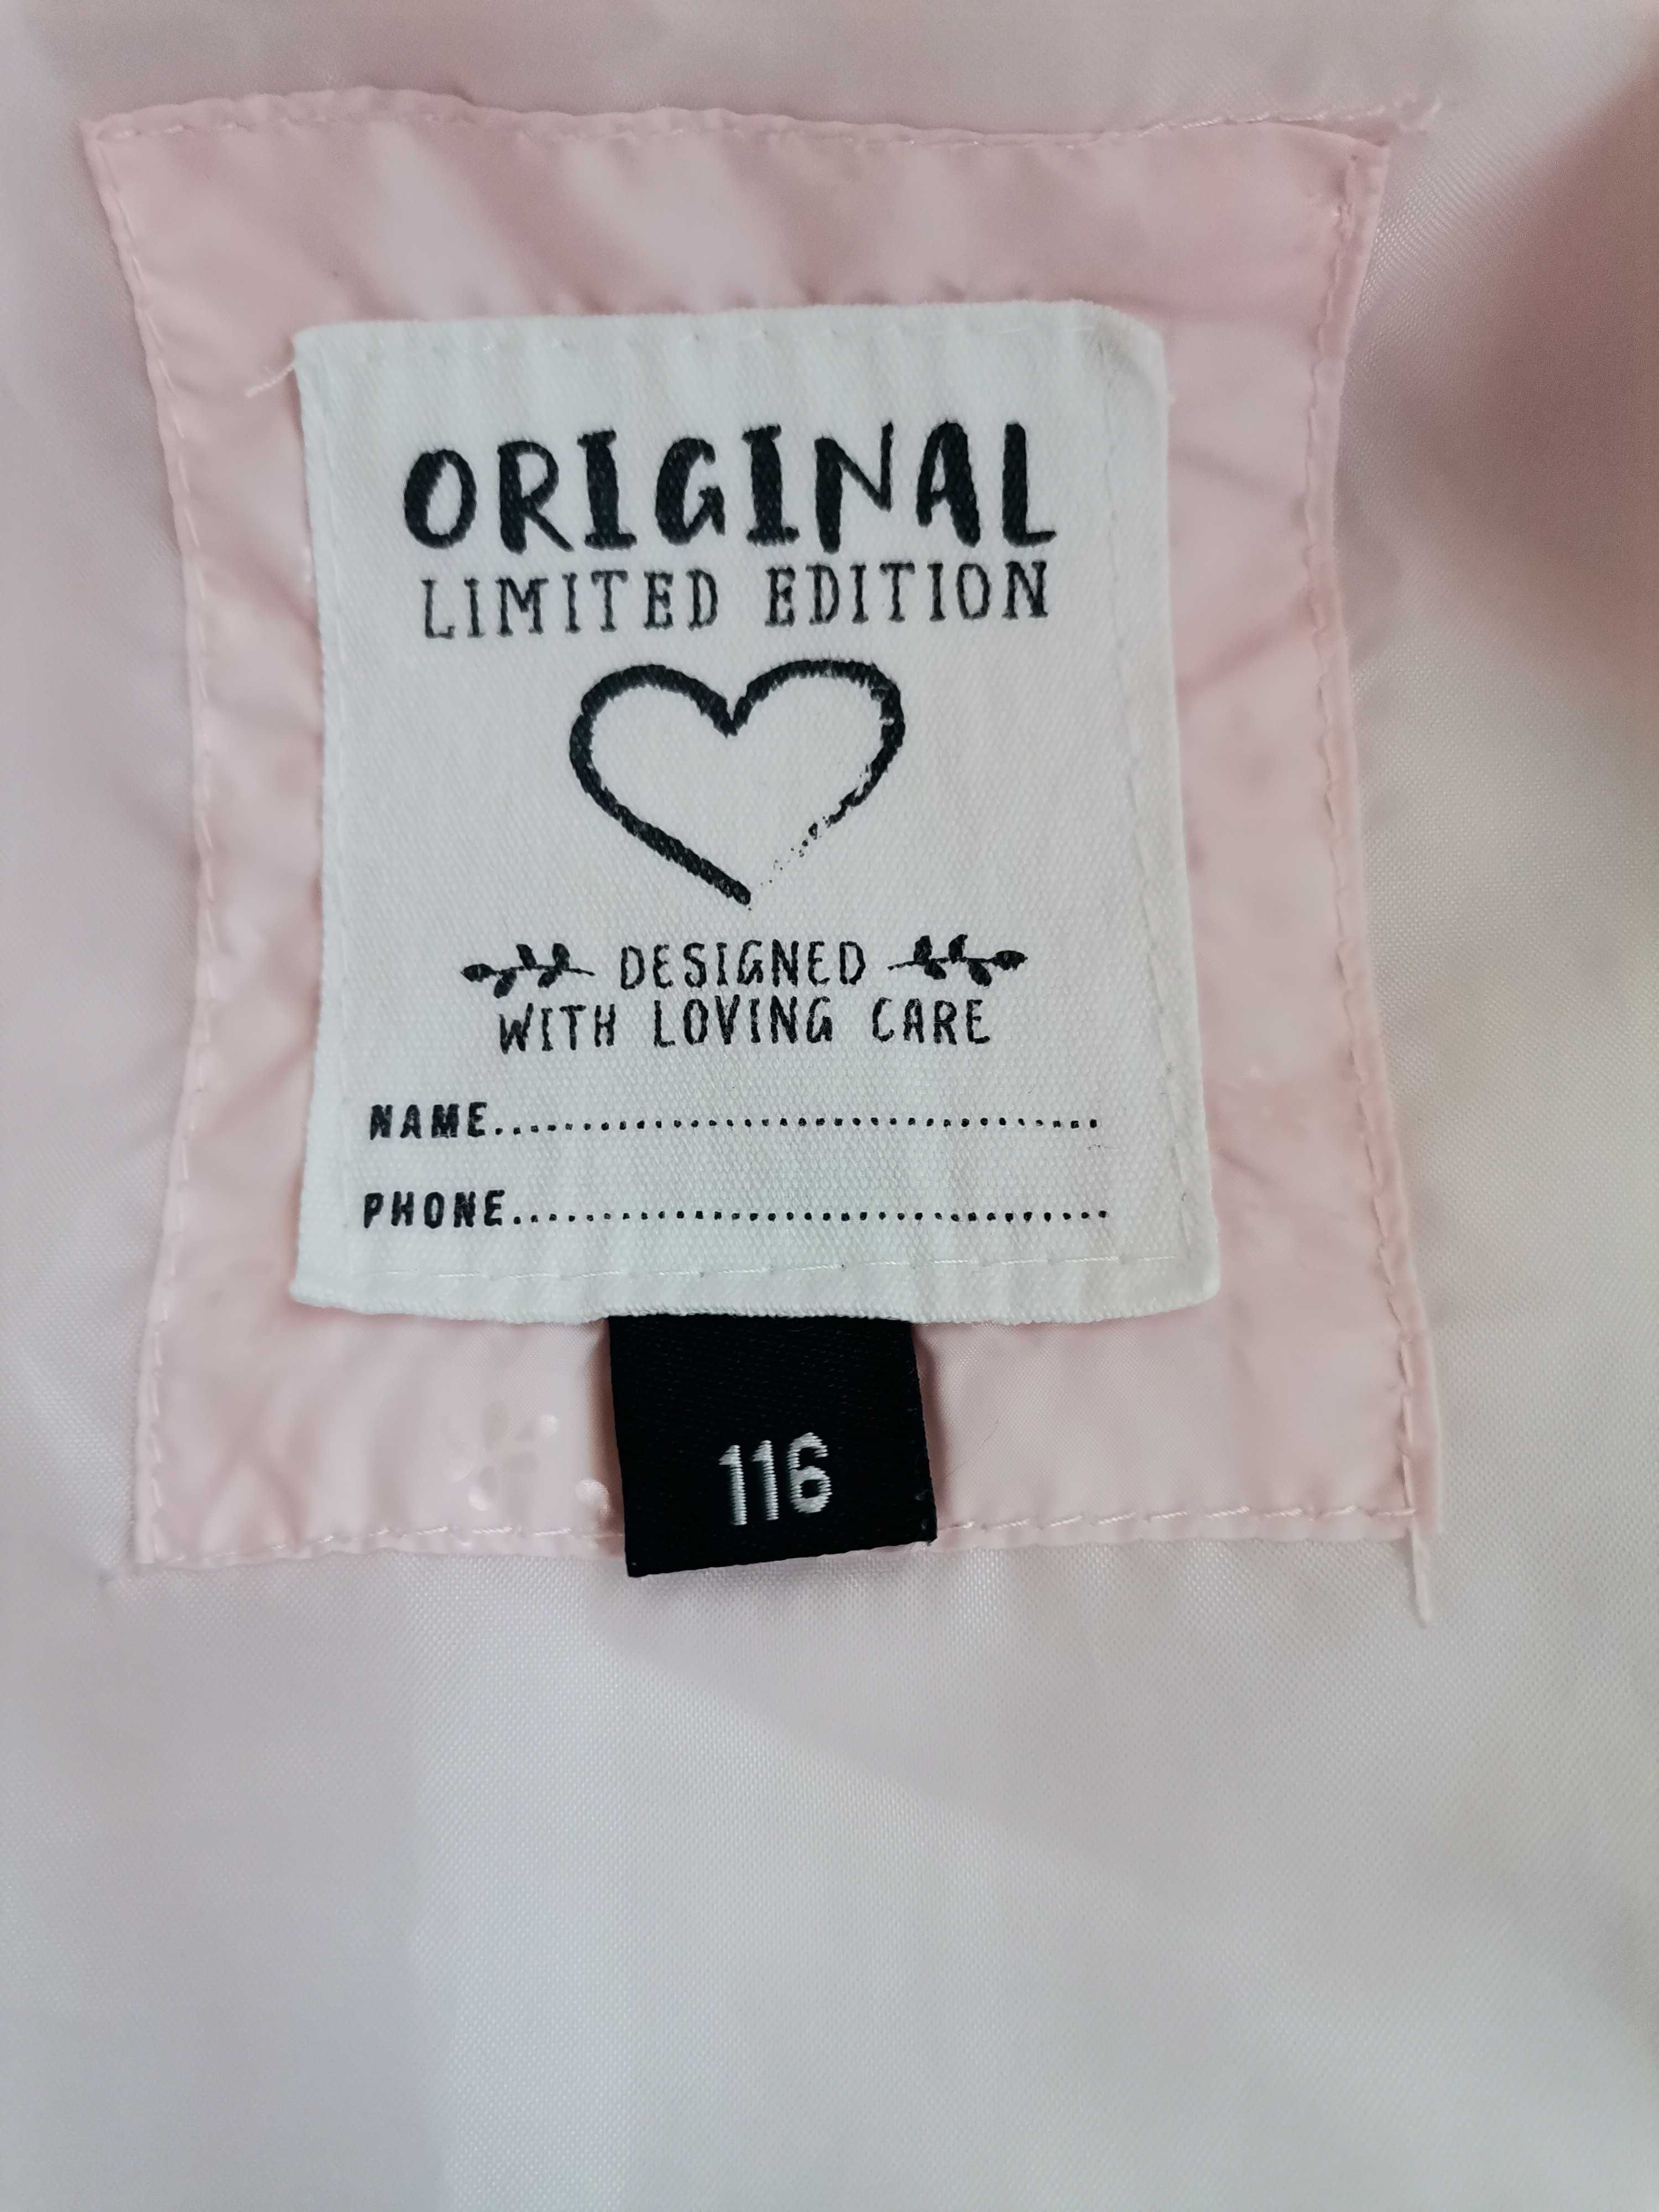 ORIGINAL
LIMITED EDITION
DESIGNED
WITH LOVING CARE
NAME....................................
PHONE....................................
116